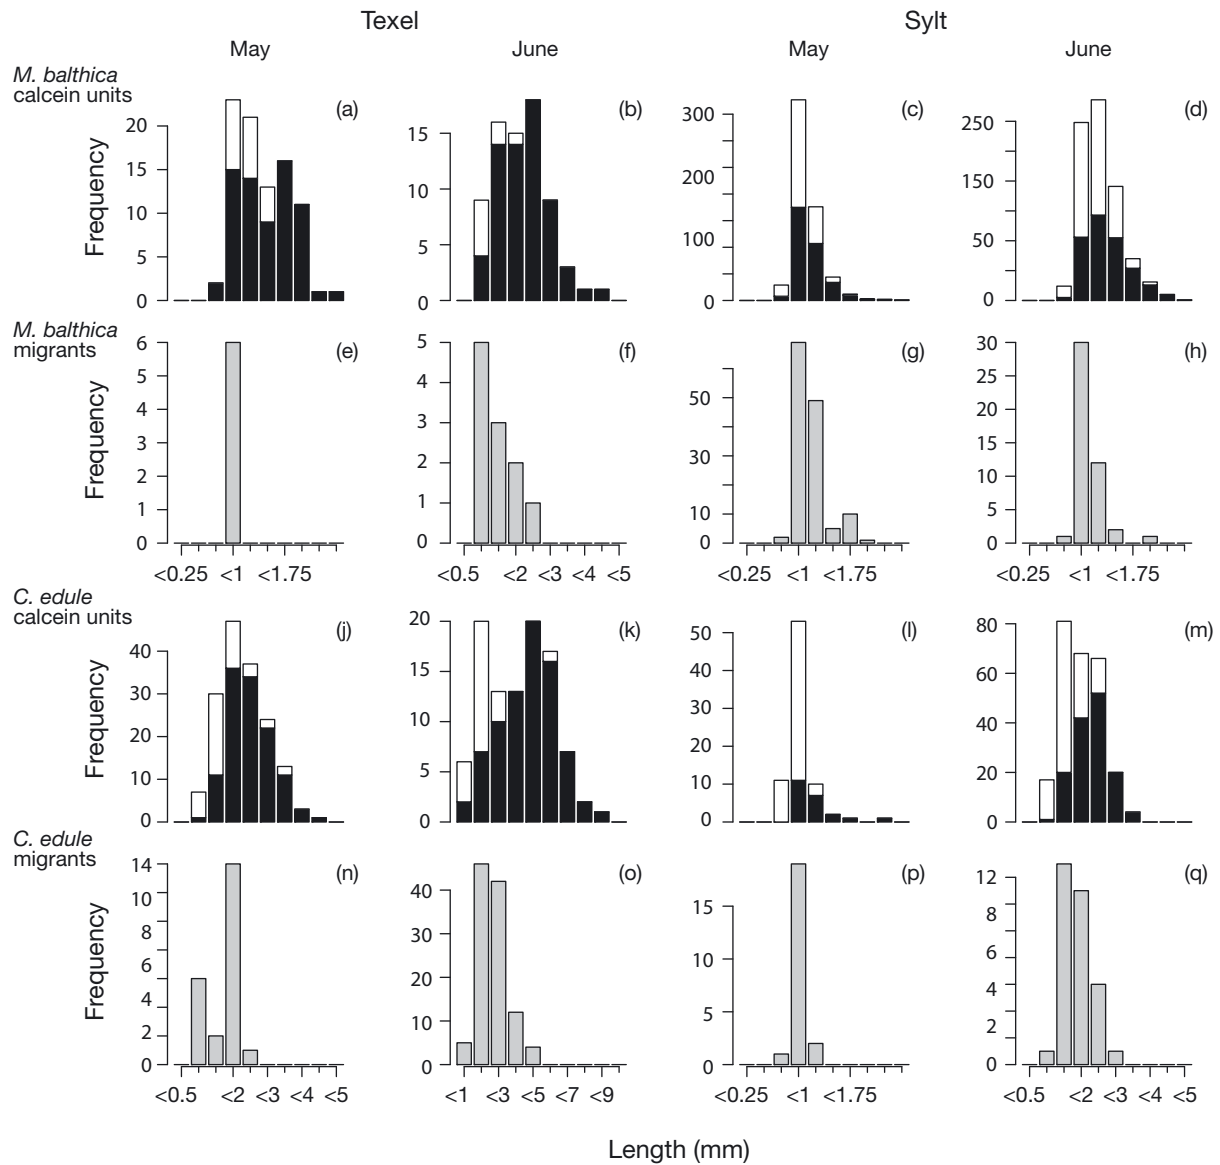 Texel
Sylt
May
June
May
June
M. balthica
calcein units
Frequency
(a)
20
15
10
5
0
(b)
15
10
5
0
(c)
300
200
100
0
(d)
250
150
50
0
M. balthica
migrants
Frequency
(e)
6
5
4
3
2
1
0
<0.25 <1 <1.75
(f)
5
4
3
2
1
0
<0.5 <2 <3 <4 <5
(g)
50
30
10
0
<0.25 <1 <1.75
(h)
30
25
20
15
10
5
0
<0.25 <1 <1.75
C. edule
calcein units
Frequency
(j)
40
30
20
10
0
(k)
20
15
10
5
0
(l)
50
40
30
20
10
0
(m)
80
60
40
20
0
C. edule
migrants
Frequency
(n)
14
10
8
6
4
2
0
<0.5 <2 <3 <4 <5
(o)
40
30
20
10
0
<1 <3 <5 <7 <9
(p)
15
10
5
0
<0.25 <1 <1.75
(q)
12
10
8
6
4
2
0
<0.5 <2 <3 <4 <5
Length (mm)